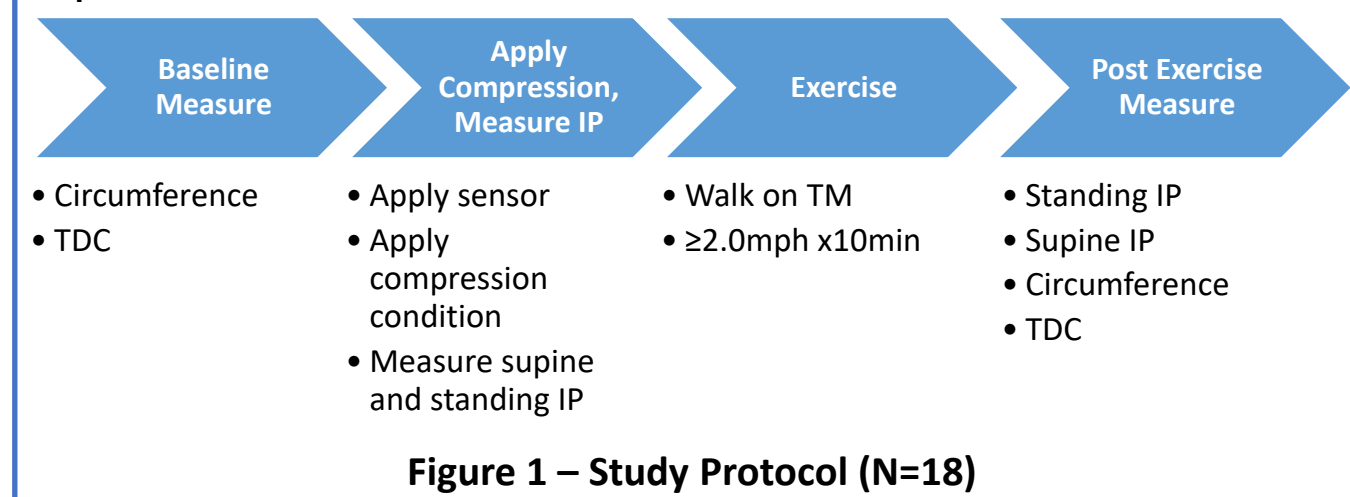 Baseline
Measure
Apply
Compression,
Measure IP
Exercise
Post Exercise
Measure
• Circumference
• TDC
• Apply sensor
• Apply
compression
condition
• Measure supine
and standing IP
• Walk on TM
• ≥2.0mph x10min
• Standing IP
• Supine IP
• Circumference
• TDC
Figure 1 – Study Protocol (N=18)